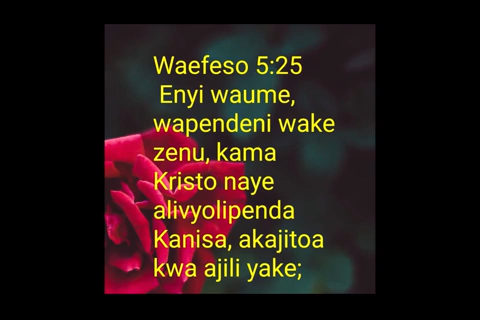 Waefeso 5:25
Enyi waume,
wapendeni wake
zenu, kama
Kristo naye
alivyolipenda
Kanisa, akajitoa
kwa ajili yake;